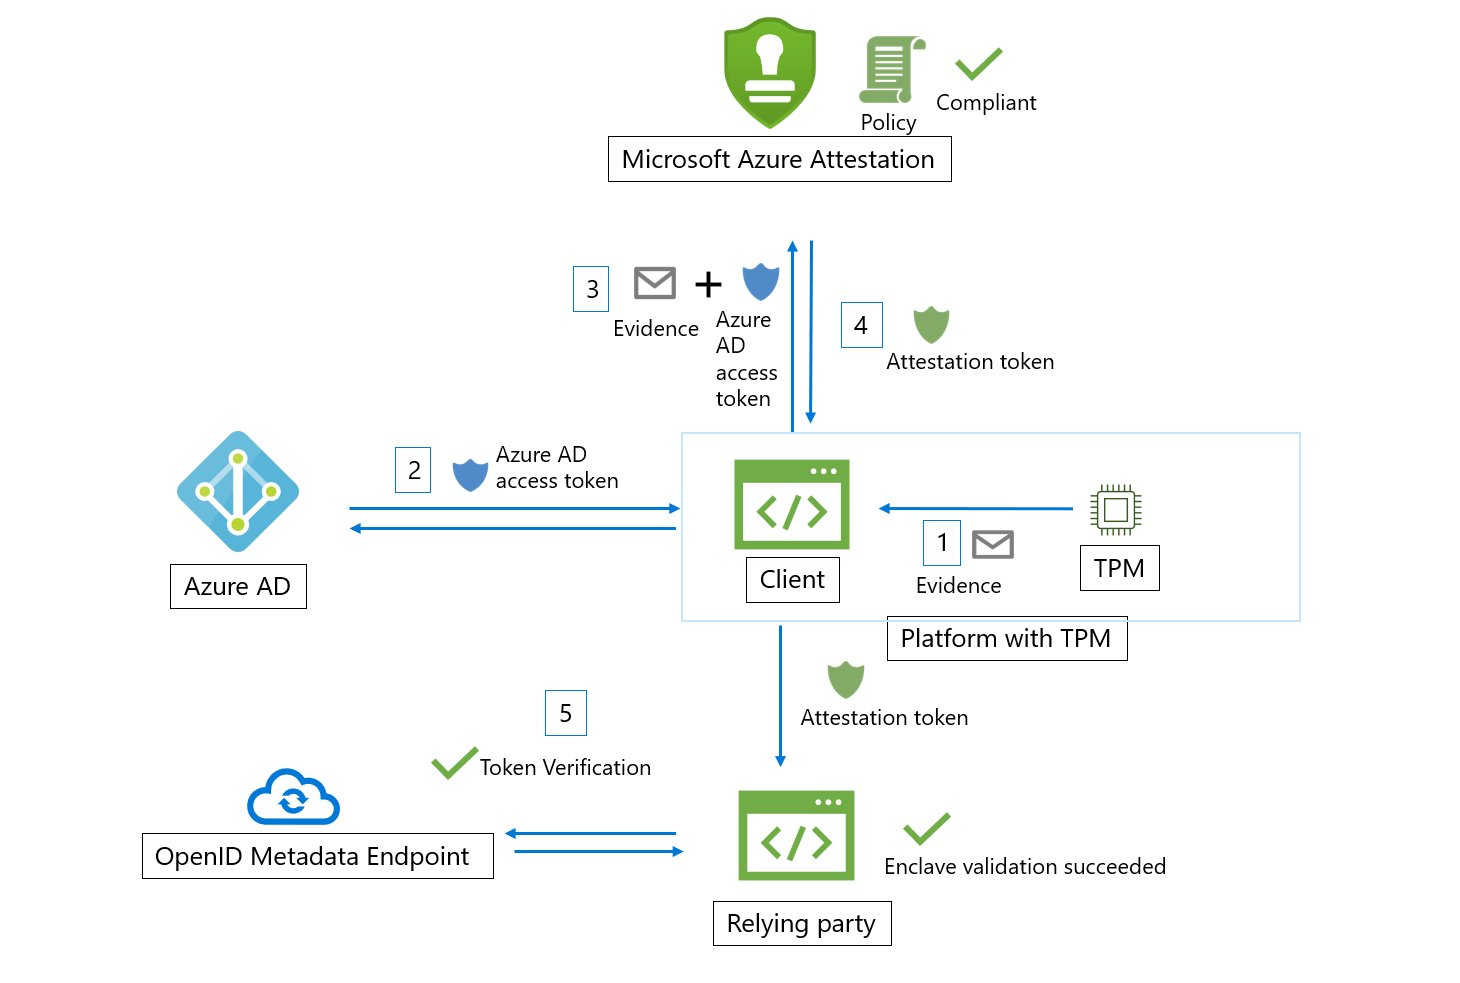 Compliant
Policy
Microsoft Azure Attestation
3
Evidence
Azure
AD
access
token
4
Attestation token
2
Azure AD
access token
Azure AD
Client
1
Evidence
TPM
Platform with TPM
Attestation token
5
Token Verification
OpenID Metadata Endpoint
Enclave validation succeeded
Relying party